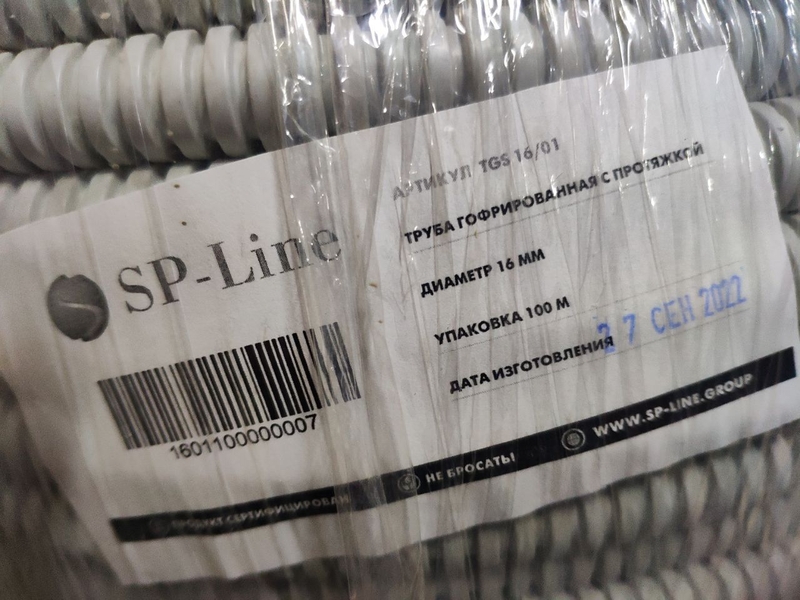 SP-Line
1601100000007
АРТИКУЛ TGS 16/01
ТРУБА ГОФРИРОВАННАЯ С ПРОТЯЖКОЙ
ДИАМЕТР 16 ММ
УПАКОВКА 100 М
ДАТА ИЗГОТОВЛЕНИЯ 27 СЕН 2022
ПРОДУКТ СЕРТИФИЦИРОВАН НЕ БРОСАТЬ! WWW.SP-LINE.GROUP